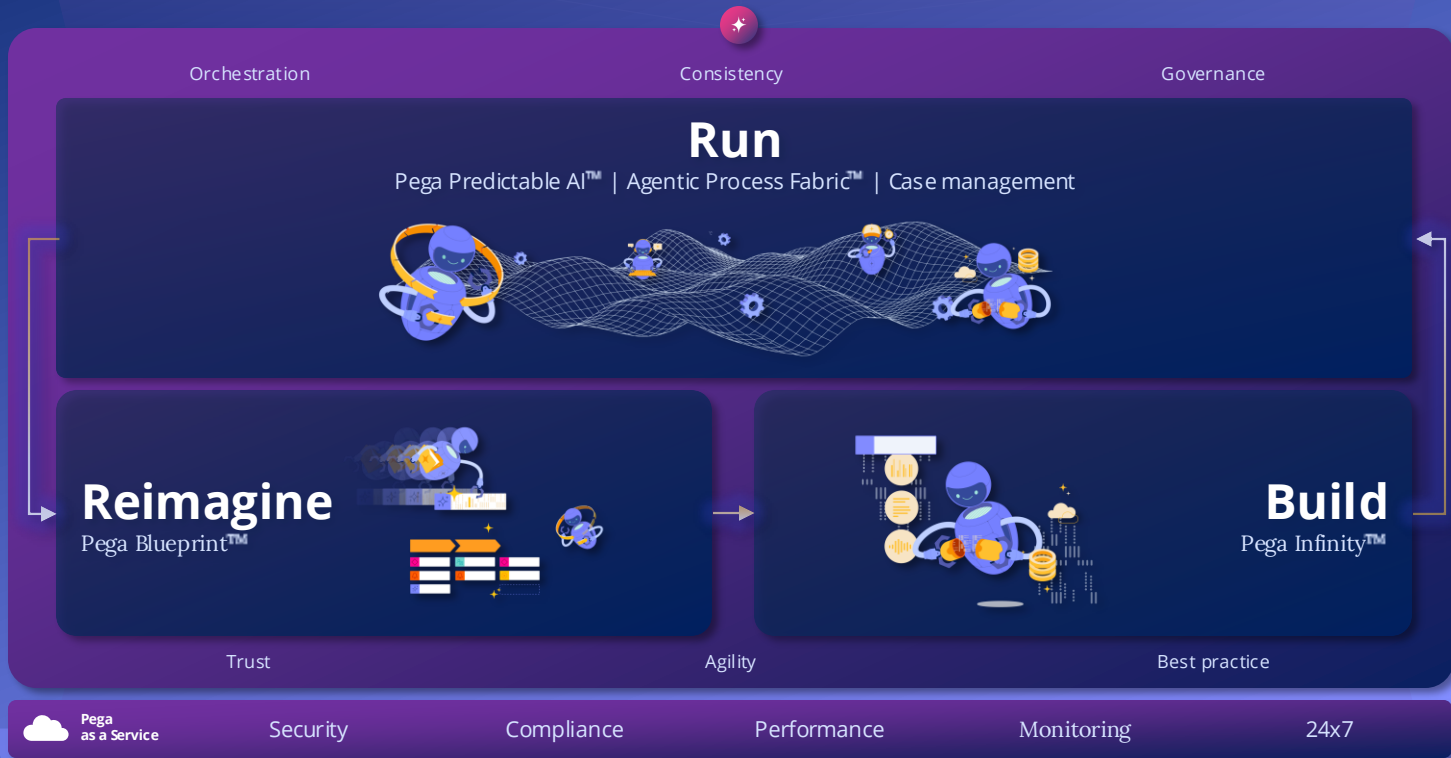 Orchestration Consistency Governance
Run
Pega Predictable AI™ | Agentic Process Fabric™ | Case management
Reimagine
Pega Blueprint™
Build
Pega Infinity™
Trust Agility Best practice
Pega
as a Service
Security Compliance Performance Monitoring 24x7